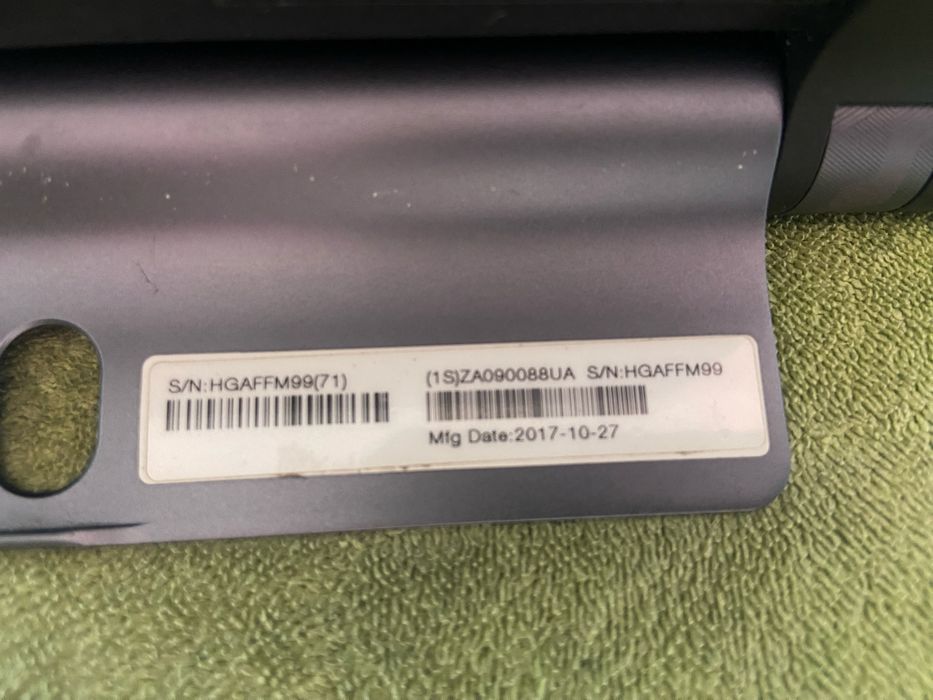 S/N:HGAFFM99(71)
(1S)ZA090088UA S/N:HGAFFM99
Mfg Date:2017-10-27